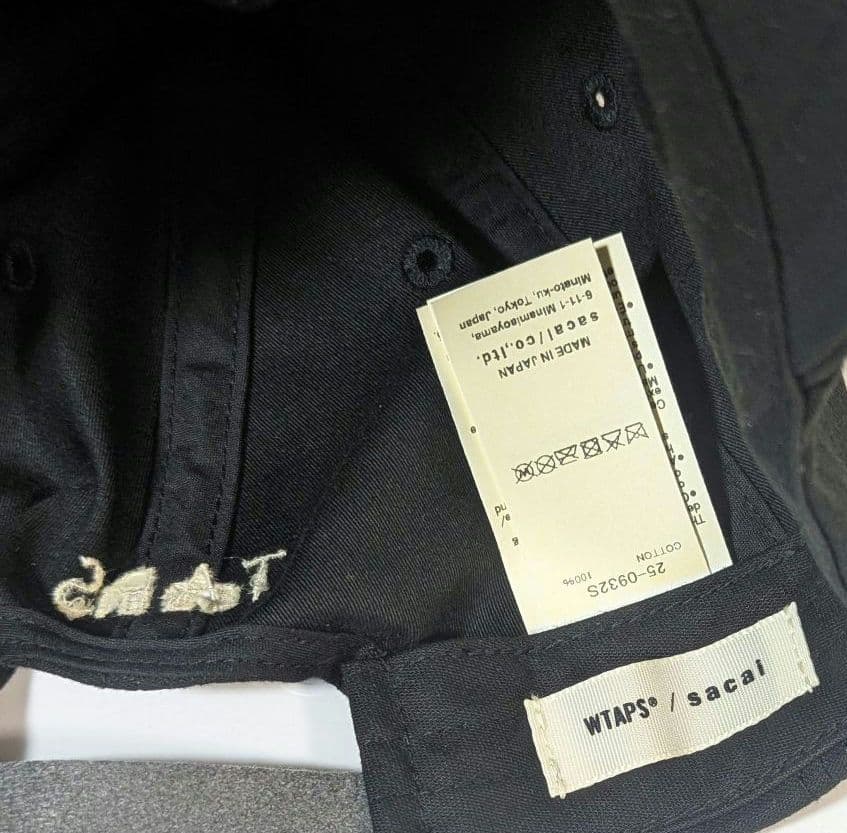 25-0932S
100%
COTTON
MADE IN JAPAN
sacai/co.,ltd.
6-11-1 Minamiaoyama,
Minato-ku, Tokyo, Japan
WTAPS® / sacai